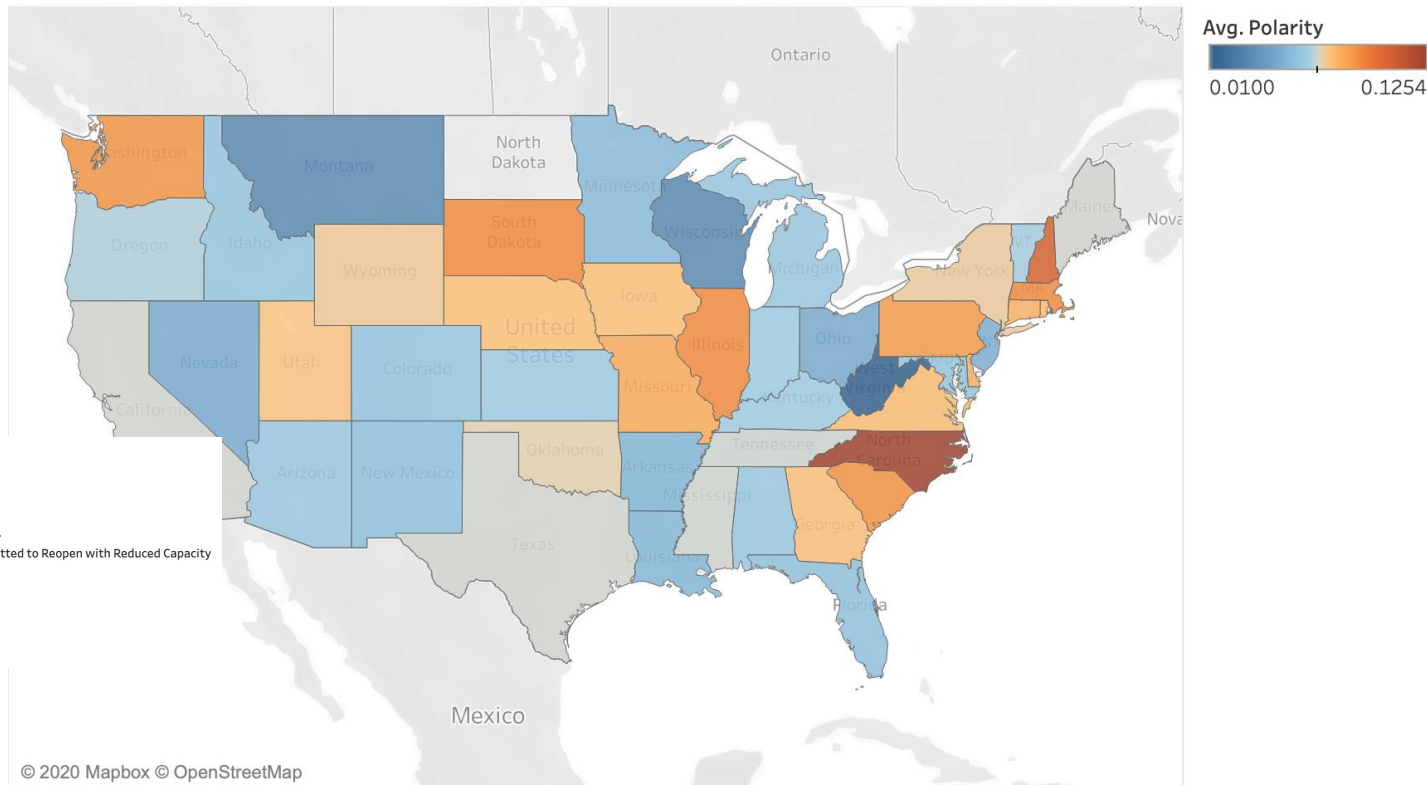 Ontario
Avg. Polarity
0.0100 0.1254
Washington
Montana
North
Dakota
Minnesota
Maine
Nova
Oregon
Idaho
South
Dakota
Wisconsin
VT
Wyoming
Michigan
New York
MA
Iowa
United
States
Nevada
Utah
Colorado
Illinois
Ohio
West
Virginia
Missouri
Kentucky
California
Tennessee
North
Carolina
Oklahoma
Arizona
New Mexico
Arkansas
Mississippi
Georgia
Texas
Louisiana
tted to Reopen with Reduced Capacity
Florida
Mexico
© 2020 Mapbox © OpenStreetMap